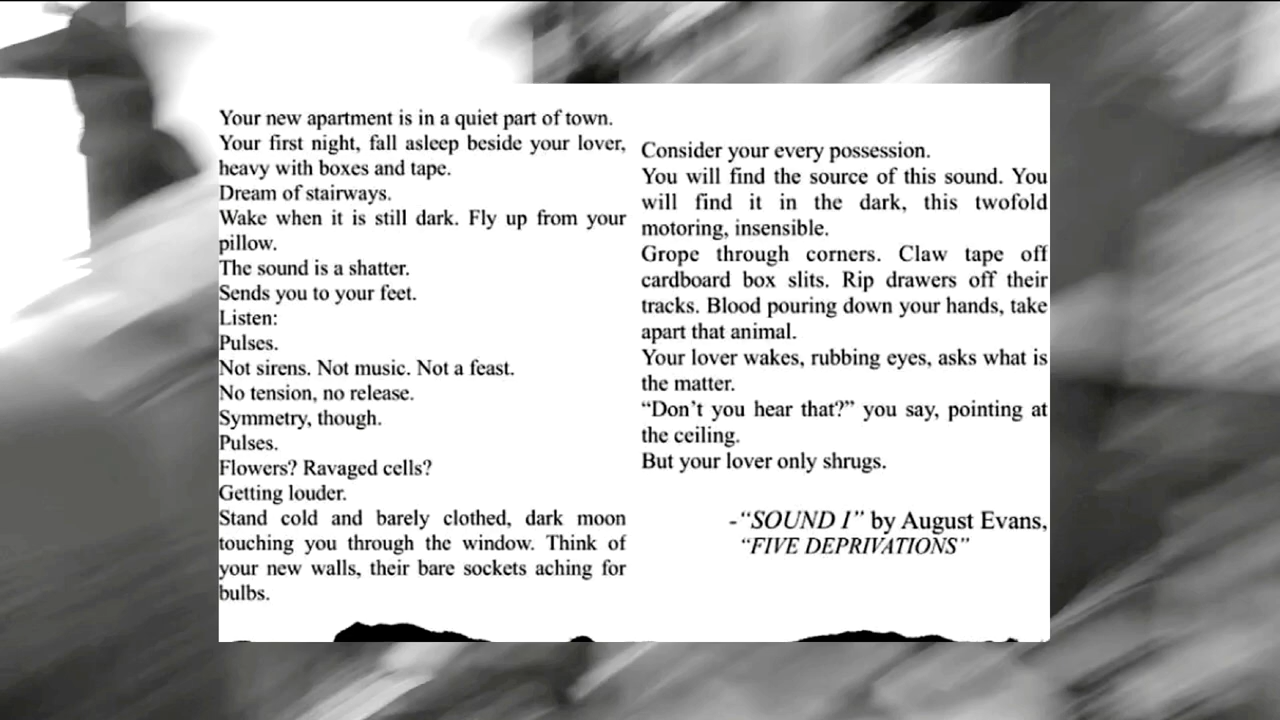 Your new apartment is in a quiet part of town.
Your first night, fall asleep beside your lover,
heavy with boxes and tape.
Dream of stairways.
Wake when it is still dark. Fly up from your
pillow.
The sound is a shatter.
Sends you to your feet.
Listen:
Pulses.
Not sirens. Not music. Not a feast.
No tension, no release.
Symmetry, though.
Pulses.
Flowers? Ravaged cells?
Getting louder.
Stand cold and barely clothed, dark moon
touching you through the window. Think of
your new walls, their bare sockets aching for
bulbs.
Consider your every possession.
You will find the source of this sound. You
will find it in the dark, this twofold
motoring, insensible.
Grope through corners. Claw tape off
cardboard box slits. Rip drawers off their
tracks. Blood pouring down your hands, take
apart that animal.
Your lover wakes, rubbing eyes, asks what is
the matter.
“Don’t you hear that?” you say, pointing at
the ceiling.
But your lover only shrugs.
-“SOUND I” by August Evans,
“FIVE DEPRIVATIONS”